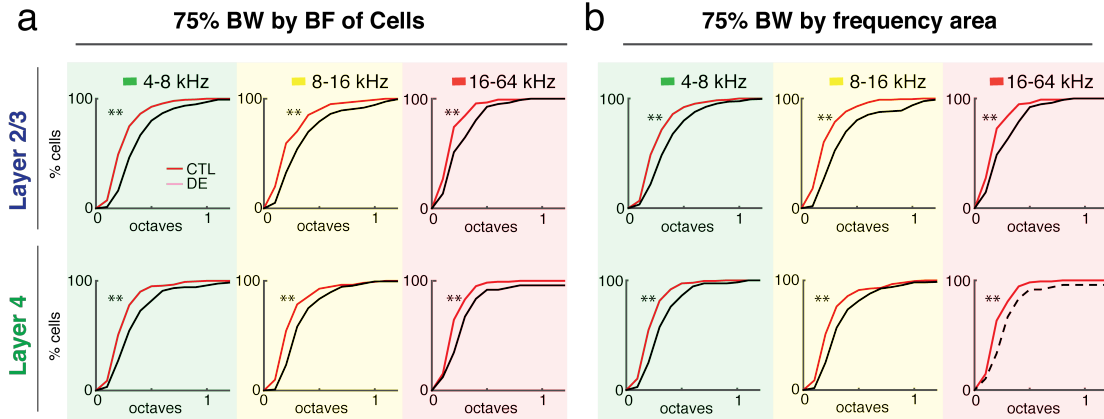 a
75% BW by BF of Cells
b
75% BW by frequency area
4-8 kHz
8-16 kHz
16-64 kHz
4-8 kHz
8-16 kHz
16-64 kHz
Layer 2/3
% cells
100
**
CTL
DE
0
0
1
octaves
100
**
0
0
1
octaves
100
**
0
0
1
octaves
100
**
0
0
1
octaves
100
**
0
0
1
octaves
100
**
0
0
1
octaves
Layer 4
% cells
100
**
0
0
1
octaves
100
**
0
0
1
octaves
100
**
0
0
1
octaves
100
**
0
0
1
octaves
100
**
0
0
1
octaves
100
**
0
0
1
octaves